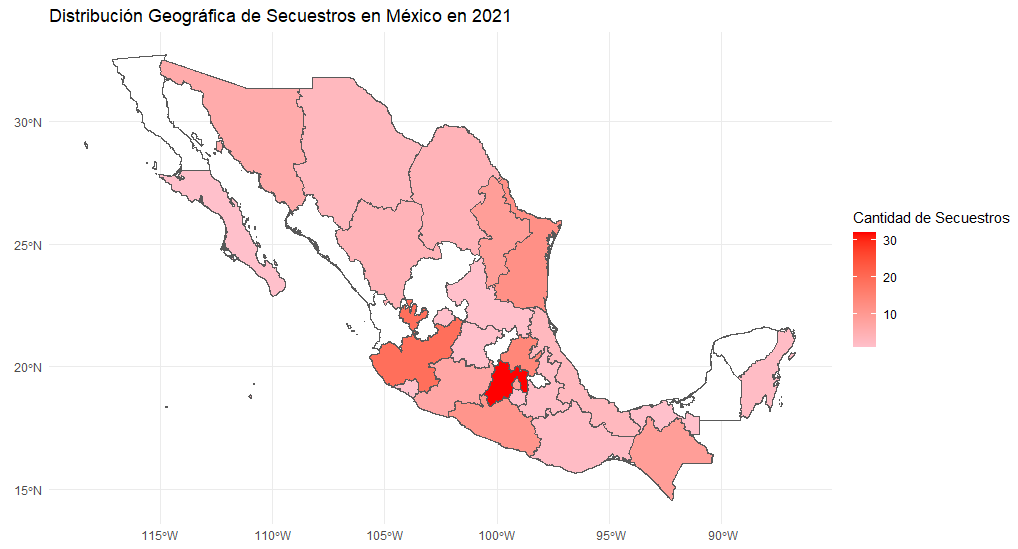 Distribución Geográfica de Secuestros en México en 2021
30°N
25°N
20°N
15°N
115°W
110°W
105°W
100°W
95°W
90°W
Cantidad de Secuestros
30
20
10